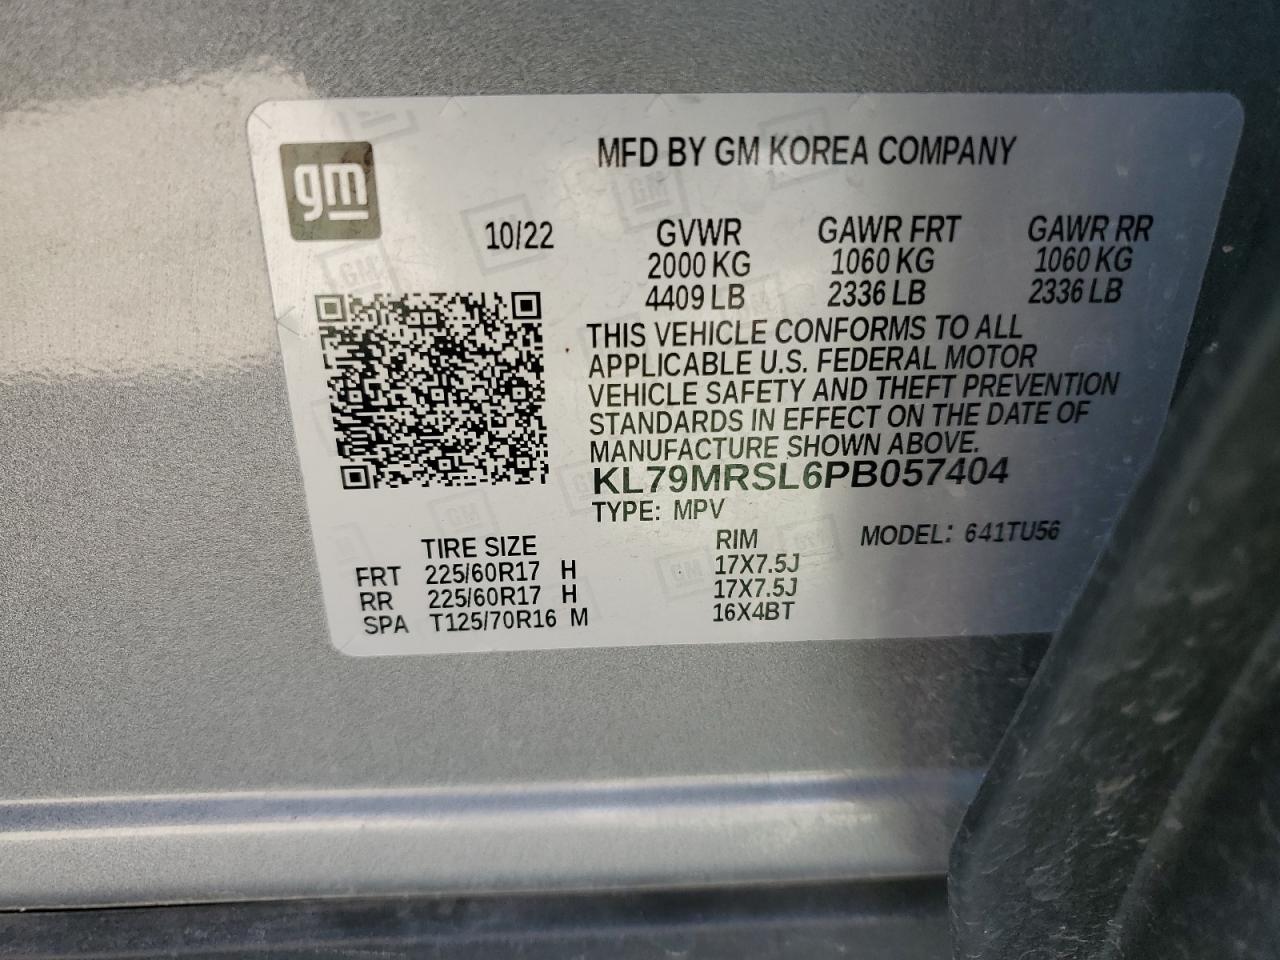 gm
MFD BY GM KOREA COMPANY
10/22 GVWR GAWR FRT GAWR RR
2000 KG 1060 KG 1060 KG
4409 LB 2336 LB 2336 LB
THIS VEHICLE CONFORMS TO ALL
APPLICABLE U.S. FEDERAL MOTOR
VEHICLE SAFETY AND THEFT PREVENTION
STANDARDS IN EFFECT ON THE DATE OF
MANUFACTURE SHOWN ABOVE.
KL79MRSL6PB057404
TYPE: MPV
TIRE SIZE RIM MODEL: 641TU56
FRT 225/60R17 H 17X7.5J
RR 225/60R17 H 17X7.5J
SPA T125/70R16 M 16X4BT